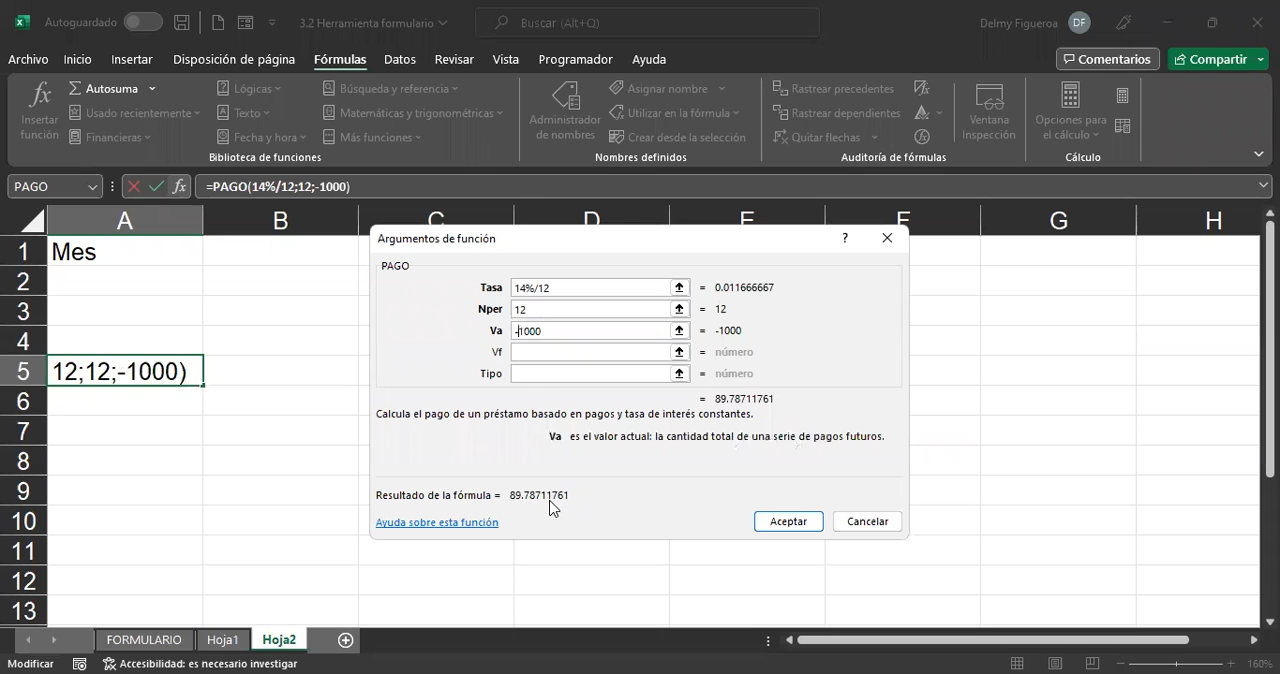 Autoguardado
3.2 Herramienta formulario
Buscar (Alt+Q)
Delmy Figueroa DF
Archivo Inicio Insertar Disposición de página Fórmulas Datos Revisar Vista Programador Ayuda
Comentarios Compartir
fx Insertar función
Autosuma
Usado recientemente
Financieras
Lógicas
Texto
Fecha y hora
Búsqueda y referencia
Matemáticas y trigonométricas
Más funciones
Biblioteca de funciones
Administrador de nombres
Asignar nombre
Utilizar en la fórmula
Crear desde la selección
Nombres definidos
Rastrear precedentes
Rastrear dependientes
Quitar flechas
Auditoría de fórmulas
Ventana Inspección
Opciones para el cálculo
Cálculo
PAGO fx =PAGO(14%/12;12;-1000)
A B C D E F G H
1 Mes
2
3
4
5 12;12;-1000)
6
7
8
9
10
11
12
13
Argumentos de función ?
PAGO
Tasa 14%/12 = 0.011666667
Nper 12 = 12
Va -1000 = -1000
Vf = número
Tipo = número
= 89.78711761
Calcula el pago de un préstamo basado en pagos y tasa de interés constantes.
Va es el valor actual: la cantidad total de una serie de pagos futuros.
Resultado de la fórmula = 89.78711761
Ayuda sobre esta función
Aceptar Cancelar
FORMULARIO Hoja1 Hoja2
Modificar Accesibilidad: es necesario investigar 160%